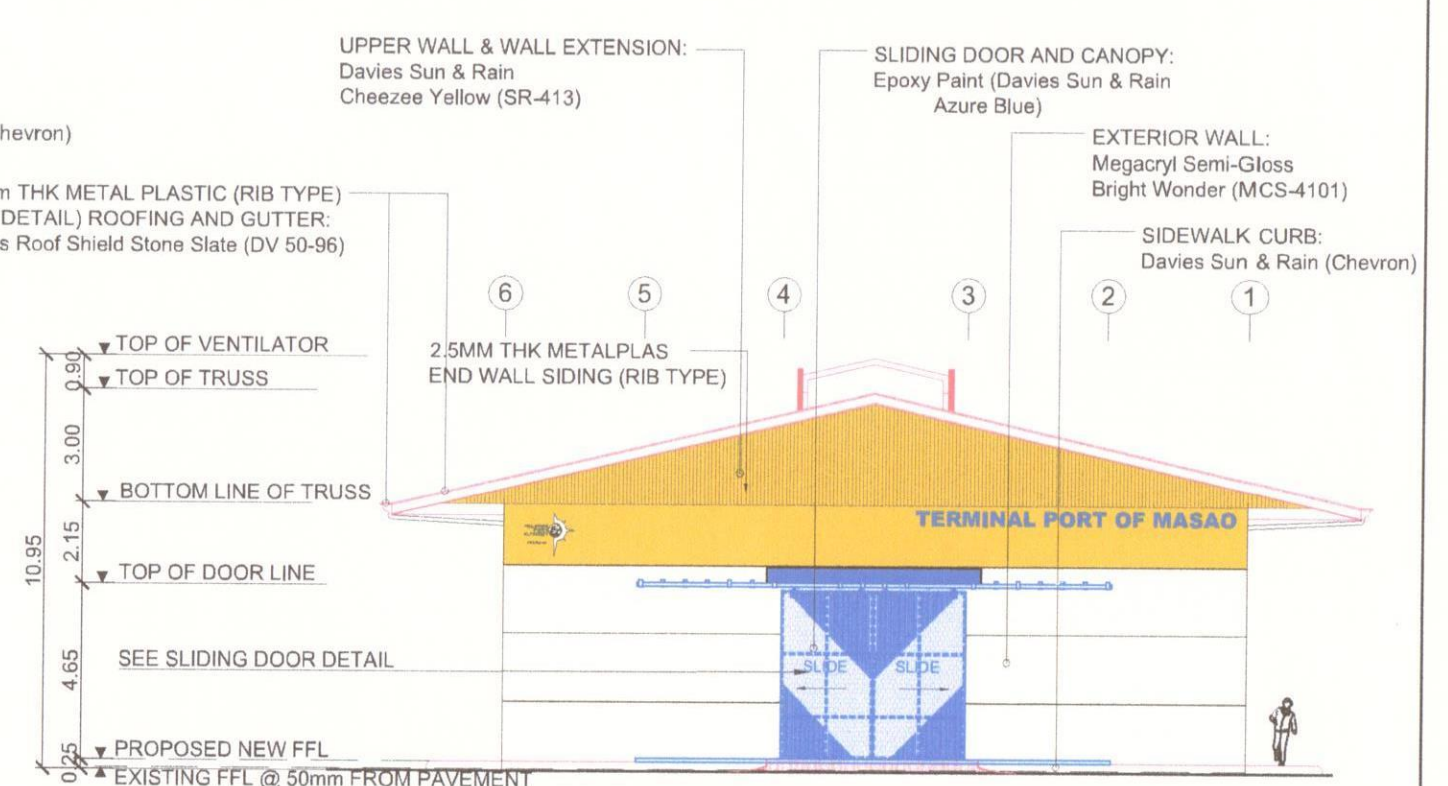 UPPER WALL & WALL EXTENSION:
Davies Sun & Rain
Cheezee Yellow (SR-413)
SLIDING DOOR AND CANOPY:
Epoxy Paint (Davies Sun & Rain
Azure Blue)
hevron)
EXTERIOR WALL:
Megacryl Semi-Gloss
Bright Wonder (MCS-4101)
m THK METAL PLASTIC (RIB TYPE)
DETAIL) ROOFING AND GUTTER:
s Roof Shield Stone Slate (DV 50-96)
SIDEWALK CURB:
Davies Sun & Rain (Chevron)
6 5 4 3 2 1
TOP OF VENTILATOR
2.5MM THK METALPLAS
END WALL SIDING (RIB TYPE)
0.90
TOP OF TRUSS
3.00
BOTTOM LINE OF TRUSS
TERMINAL PORT OF MASAO
10.95
2.15
TOP OF DOOR LINE
4.65
SEE SLIDING DOOR DETAIL
SLIDE SLIDE
PROPOSED NEW FFL
0.25
EXISTING FFL @ 50mm FROM PAVEMENT